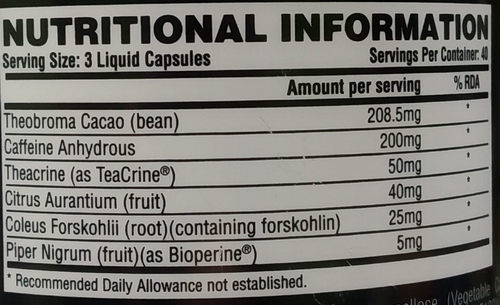 NUTRITIONAL INFORMATION
Serving Size: 3 Liquid Capsules Servings Per Container: 40
Amount per serving % RDA
Theobroma Cacao (bean) 208.5mg *
Caffeine Anhydrous 200mg *
Theacrine (as TeaCrine®) 50mg *
Citrus Aurantium (fruit) 40mg *
Coleus Forskohlii (root)(containing forskohlin) 25mg *
Piper Nigrum (fruit)(as Bioperine®) 5mg *
* Recommended Daily Allowance not established.
(Vegetable